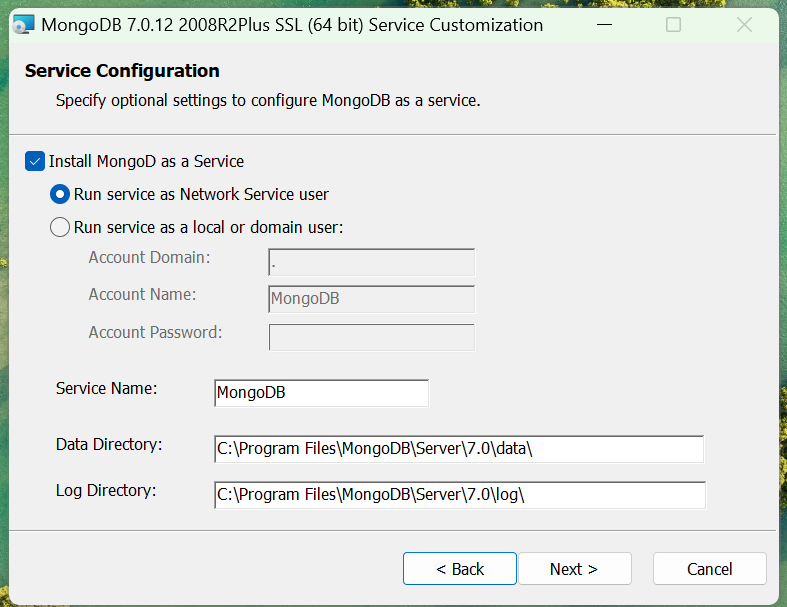 MongoDB 7.0.12 2008R2Plus SSL (64 bit) Service Customization
Service Configuration
Specify optional settings to configure MongoDB as a service.
Install MongoD as a Service
Run service as Network Service user
Run service as a local or domain user:
Account Domain: .
Account Name: MongoDB
Account Password:
Service Name: MongoDB
Data Directory: C:\Program Files\MongoDB\Server\7.0\data\
Log Directory: C:\Program Files\MongoDB\Server\7.0\log\
< Back Next > Cancel